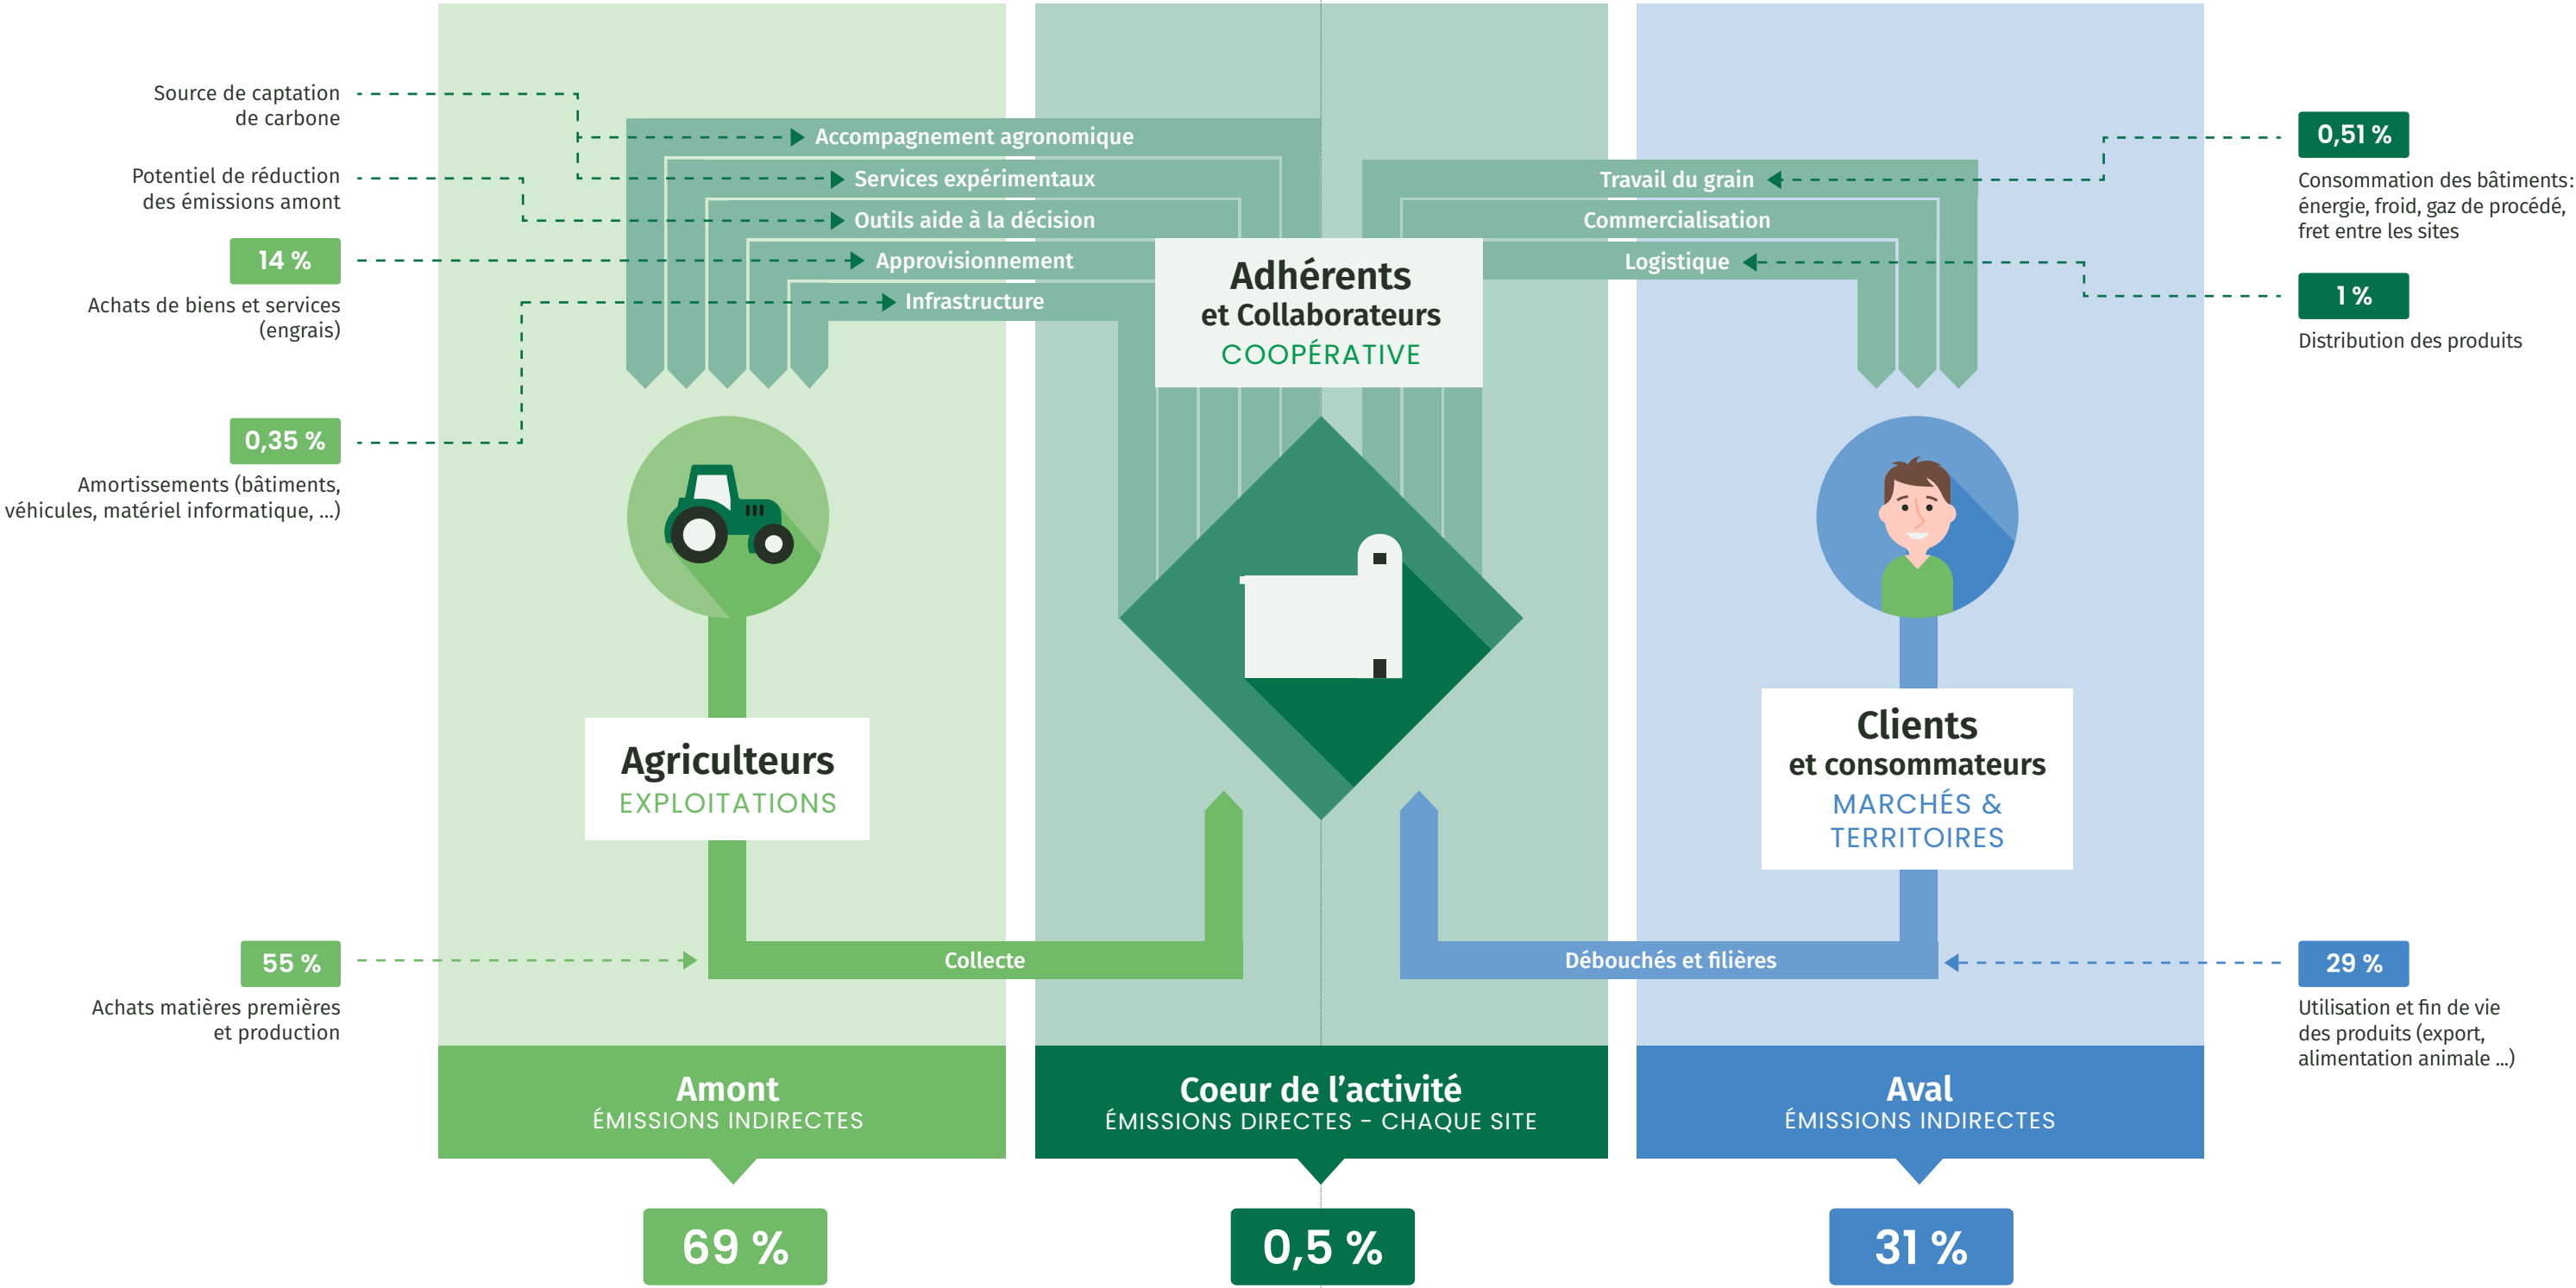 Source de captation
de carbone
Potentiel de réduction
des émissions amont
14 %
Achats de biens et services
(engrais)
0,35 %
Amortissements (bâtiments,
véhicules, matériel informatique, ...)
55 %
Achats matières premières
et production
Accompagnement agronomique
Services expérimentaux
Outils aide à la décision
Approvisionnement
Infrastructure
Agriculteurs
EXPLOITATIONS
Collecte
Amont
ÉMISSIONS INDIRECTES
69 %
Adhérents
et Collaborateurs
COOPÉRATIVE
Coeur de l’activité
ÉMISSIONS DIRECTES - CHAQUE SITE
0,5 %
Travail du grain
Commercialisation
Logistique
Clients
et consommateurs
MARCHÉS &
TERRITOIRES
Débouchés et filières
Aval
ÉMISSIONS INDIRECTES
31 %
0,51 %
Consommation des bâtiments:
énergie, froid, gaz de procédé,
fret entre les sites
1 %
Distribution des produits
29 %
Utilisation et fin de vie
des produits (export,
alimentation animale ...)